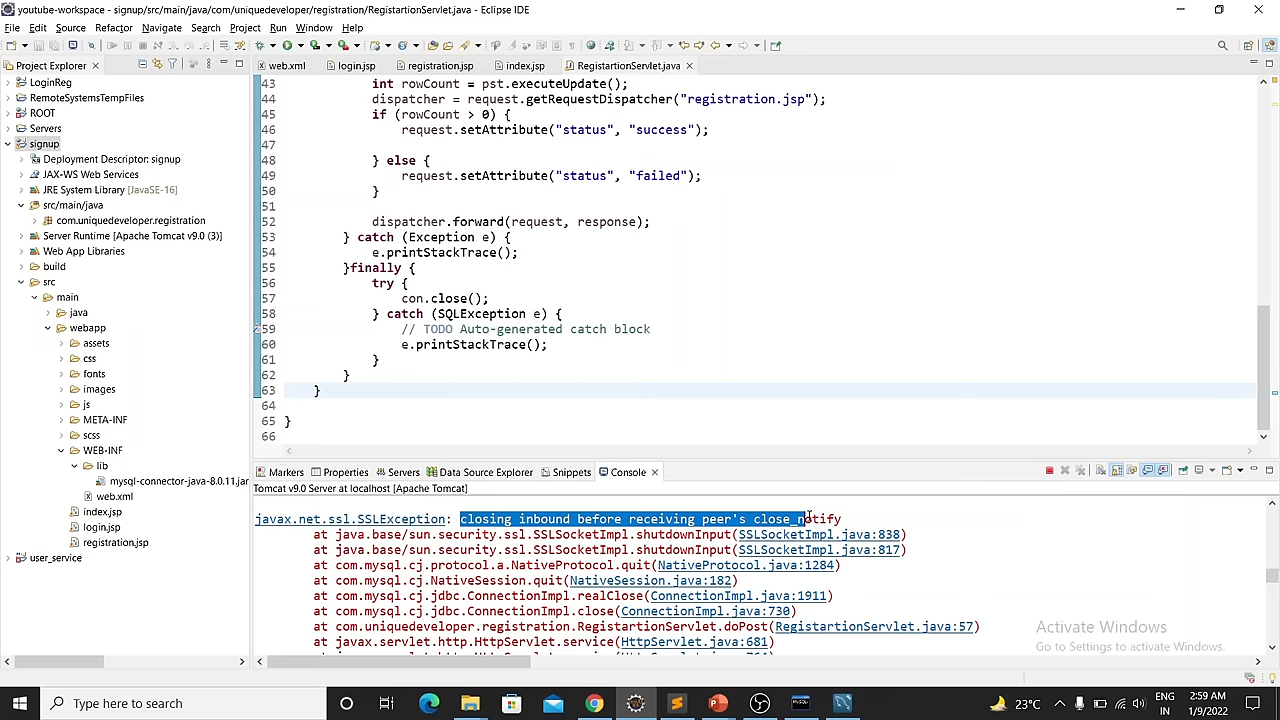 youtube-workspace - signup/src/main/java/com/uniquedeveloper/registration/RegistartionServlet.java - Eclipse IDE
File Edit Source Refactor Navigate Search Project Run Window Help
Project Explorer
web.xml login.jsp registration.jsp index.jsp RegistartionServlet.java
LoginReg
RemoteSystemsTempFiles
ROOT
Servers
signup
Deployment Descriptor: signup
JAX-WS Web Services
JRE System Library [JavaSE-16]
src/main/java
com.uniquedeveloper.registration
Server Runtime [Apache Tomcat v9.0 (3)]
Web App Libraries
build
src
main
java
webapp
assets
css
fonts
images
js
META-INF
scss
WEB-INF
lib
mysql-connector-java-8.0.11.jar
web.xml
index.jsp
login.jsp
registration.jsp
user_service
43 int rowCount = pst.executeUpdate();
44 dispatcher = request.getRequestDispatcher("registration.jsp");
45 if (rowCount > 0) {
46 request.setAttribute("status", "success");
47
48 } else {
49 request.setAttribute("status", "failed");
50 }
51
52 dispatcher.forward(request, response);
53 } catch (Exception e) {
54 e.printStackTrace();
55 }finally {
56 try {
57 con.close();
58 } catch (SQLException e) {
59 // TODO Auto-generated catch block
60 e.printStackTrace();
61 }
62 }
63 }
64
65 }
66
Markers Properties Servers Data Source Explorer Snippets Console
Tomcat v9.0 Server at localhost [Apache Tomcat]
javax.net.ssl.SSLException: closing inbound before receiving peer's close_notify
at java.base/sun.security.ssl.SSLSocketImpl.shutdownInput(SSLSocketImpl.java:838)
at java.base/sun.security.ssl.SSLSocketImpl.shutdownInput(SSLSocketImpl.java:817)
at com.mysql.cj.protocol.a.NativeProtocol.quit(NativeProtocol.java:1284)
at com.mysql.cj.NativeSession.quit(NativeSession.java:182)
at com.mysql.cj.jdbc.ConnectionImpl.realClose(ConnectionImpl.java:1911)
at com.mysql.cj.jdbc.ConnectionImpl.close(ConnectionImpl.java:730)
at com.uniquedeveloper.registration.RegistartionServlet.doPost(RegistartionServlet.java:57)
at javax.servlet.http.HttpServlet.service(HttpServlet.java:681)
Activate Windows
Go to Settings to activate Windows.
Type here to search
23°C
ENG
IN
2:59 AM
1/9/2022